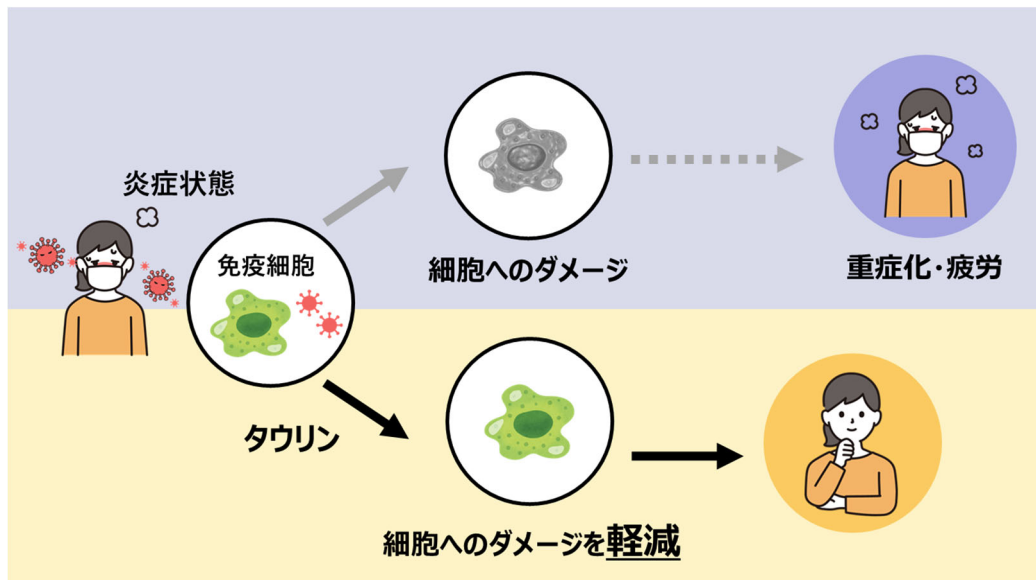 炎症状態
免疫細胞
細胞へのダメージ
重症化・疲労
タウリン
細胞へのダメージを軽減